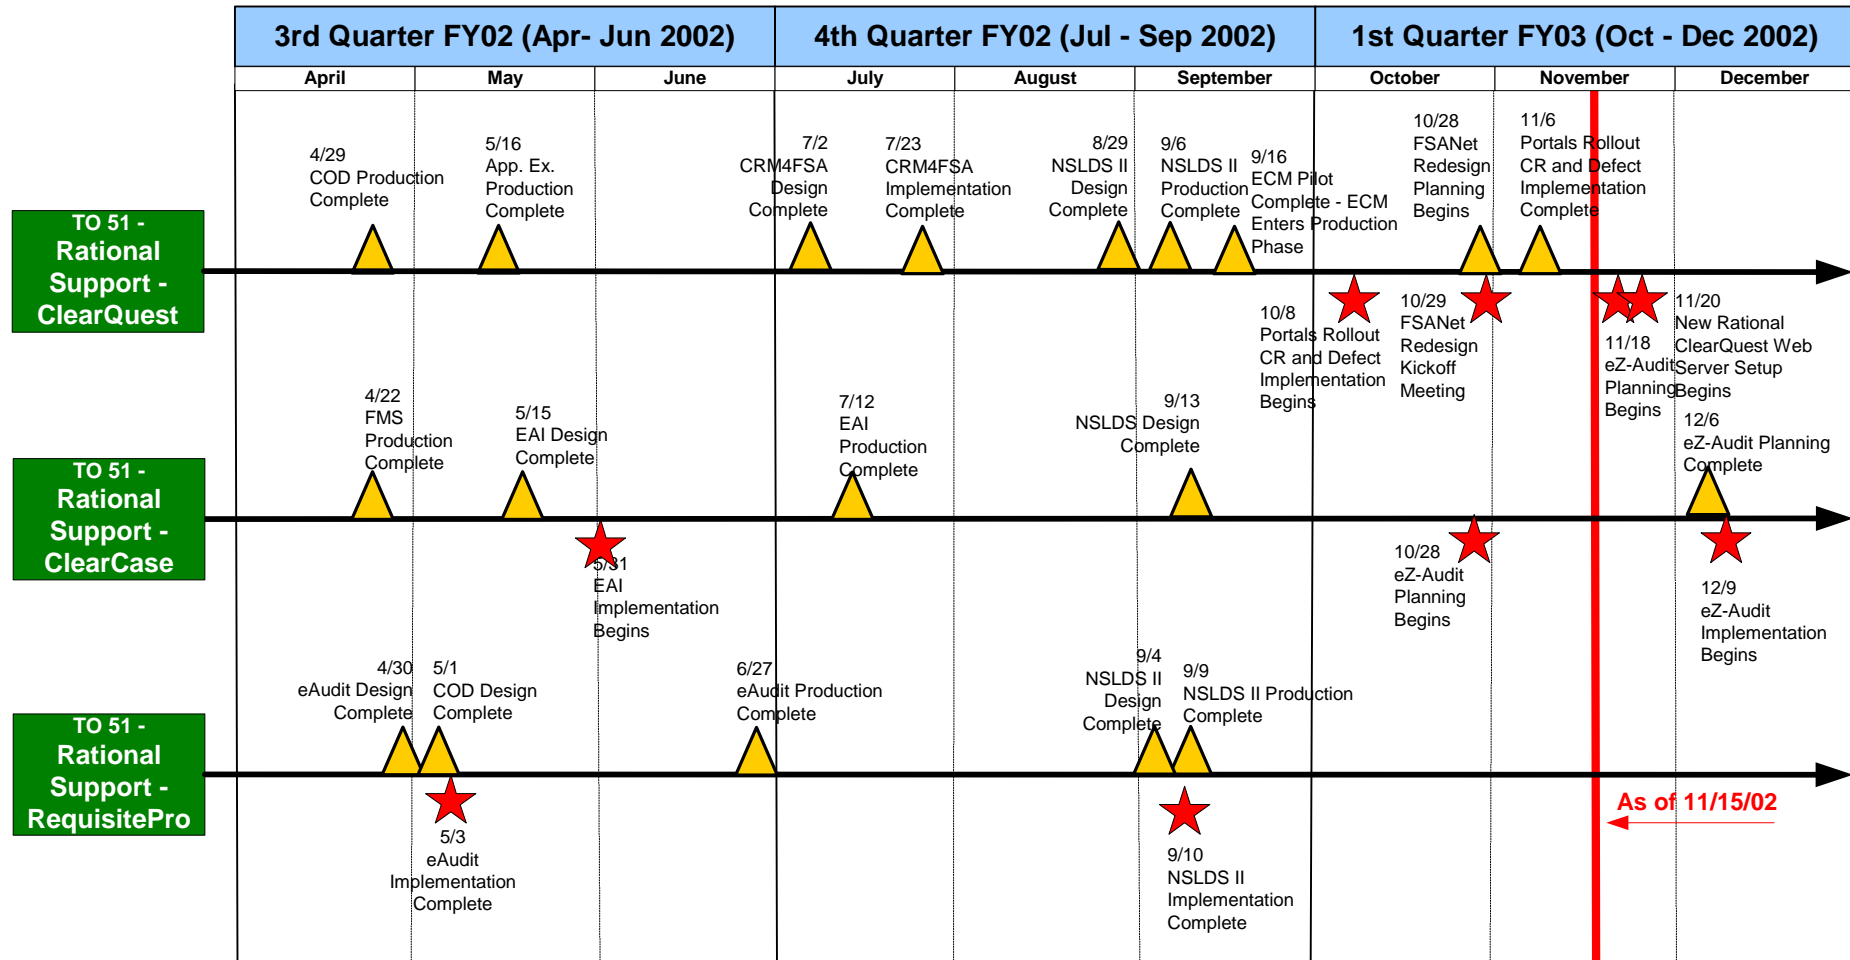 3rd Quarter FY02 (Apr- Jun 2002)
4th Quarter FY02 (Jul - Sep 2002)
1st Quarter FY03 (Oct - Dec 2002)
April
May
June
July
August
September
October
November
December
TO 51 -
Rational
Support -
ClearQuest
4/29
COD Production
Complete
5/16
App. Ex.
Production
Complete
7/2
CRM4FSA
Design
Complete
7/23
CRM4FSA
Implementation
Complete
8/29
NSLDS II
Design
Complete
9/6
NSLDS II
Production
Complete
9/16
ECM Pilot
Complete - ECM
Enters Production
Phase
10/28
FSANet
Redesign
Planning
Begins
11/6
Portals Rollout
CR and Defect
Implementation
Complete
10/8
Portals Rollout
CR and Defect
Implementation
Begins
10/29
FSANet
Redesign
Kickoff
Meeting
11/18
eZ-Audit
Planning
Begins
11/20
New Rational
ClearQuest Web
Server Setup
Begins
TO 51 -
Rational
Support -
ClearCase
4/22
FMS
Production
Complete
5/15
EAI Design
Complete
5/31
EAI
Implementation
Begins
7/12
EAI
Production
Complete
9/13
NSLDS Design
Complete
10/28
eZ-Audit
Planning
Begins
12/6
eZ-Audit Planning
Complete
12/9
eZ-Audit
Implementation
Begins
TO 51 -
Rational
Support -
RequisitePro
4/30
eAudit Design
Complete
5/1
COD Design
Complete
5/3
eAudit
Implementation
Complete
6/27
eAudit Production
Complete
9/4
NSLDS II
Design
Complete
9/9
NSLDS II Production
Complete
9/10
NSLDS II
Implementation
Complete
As of 11/15/02